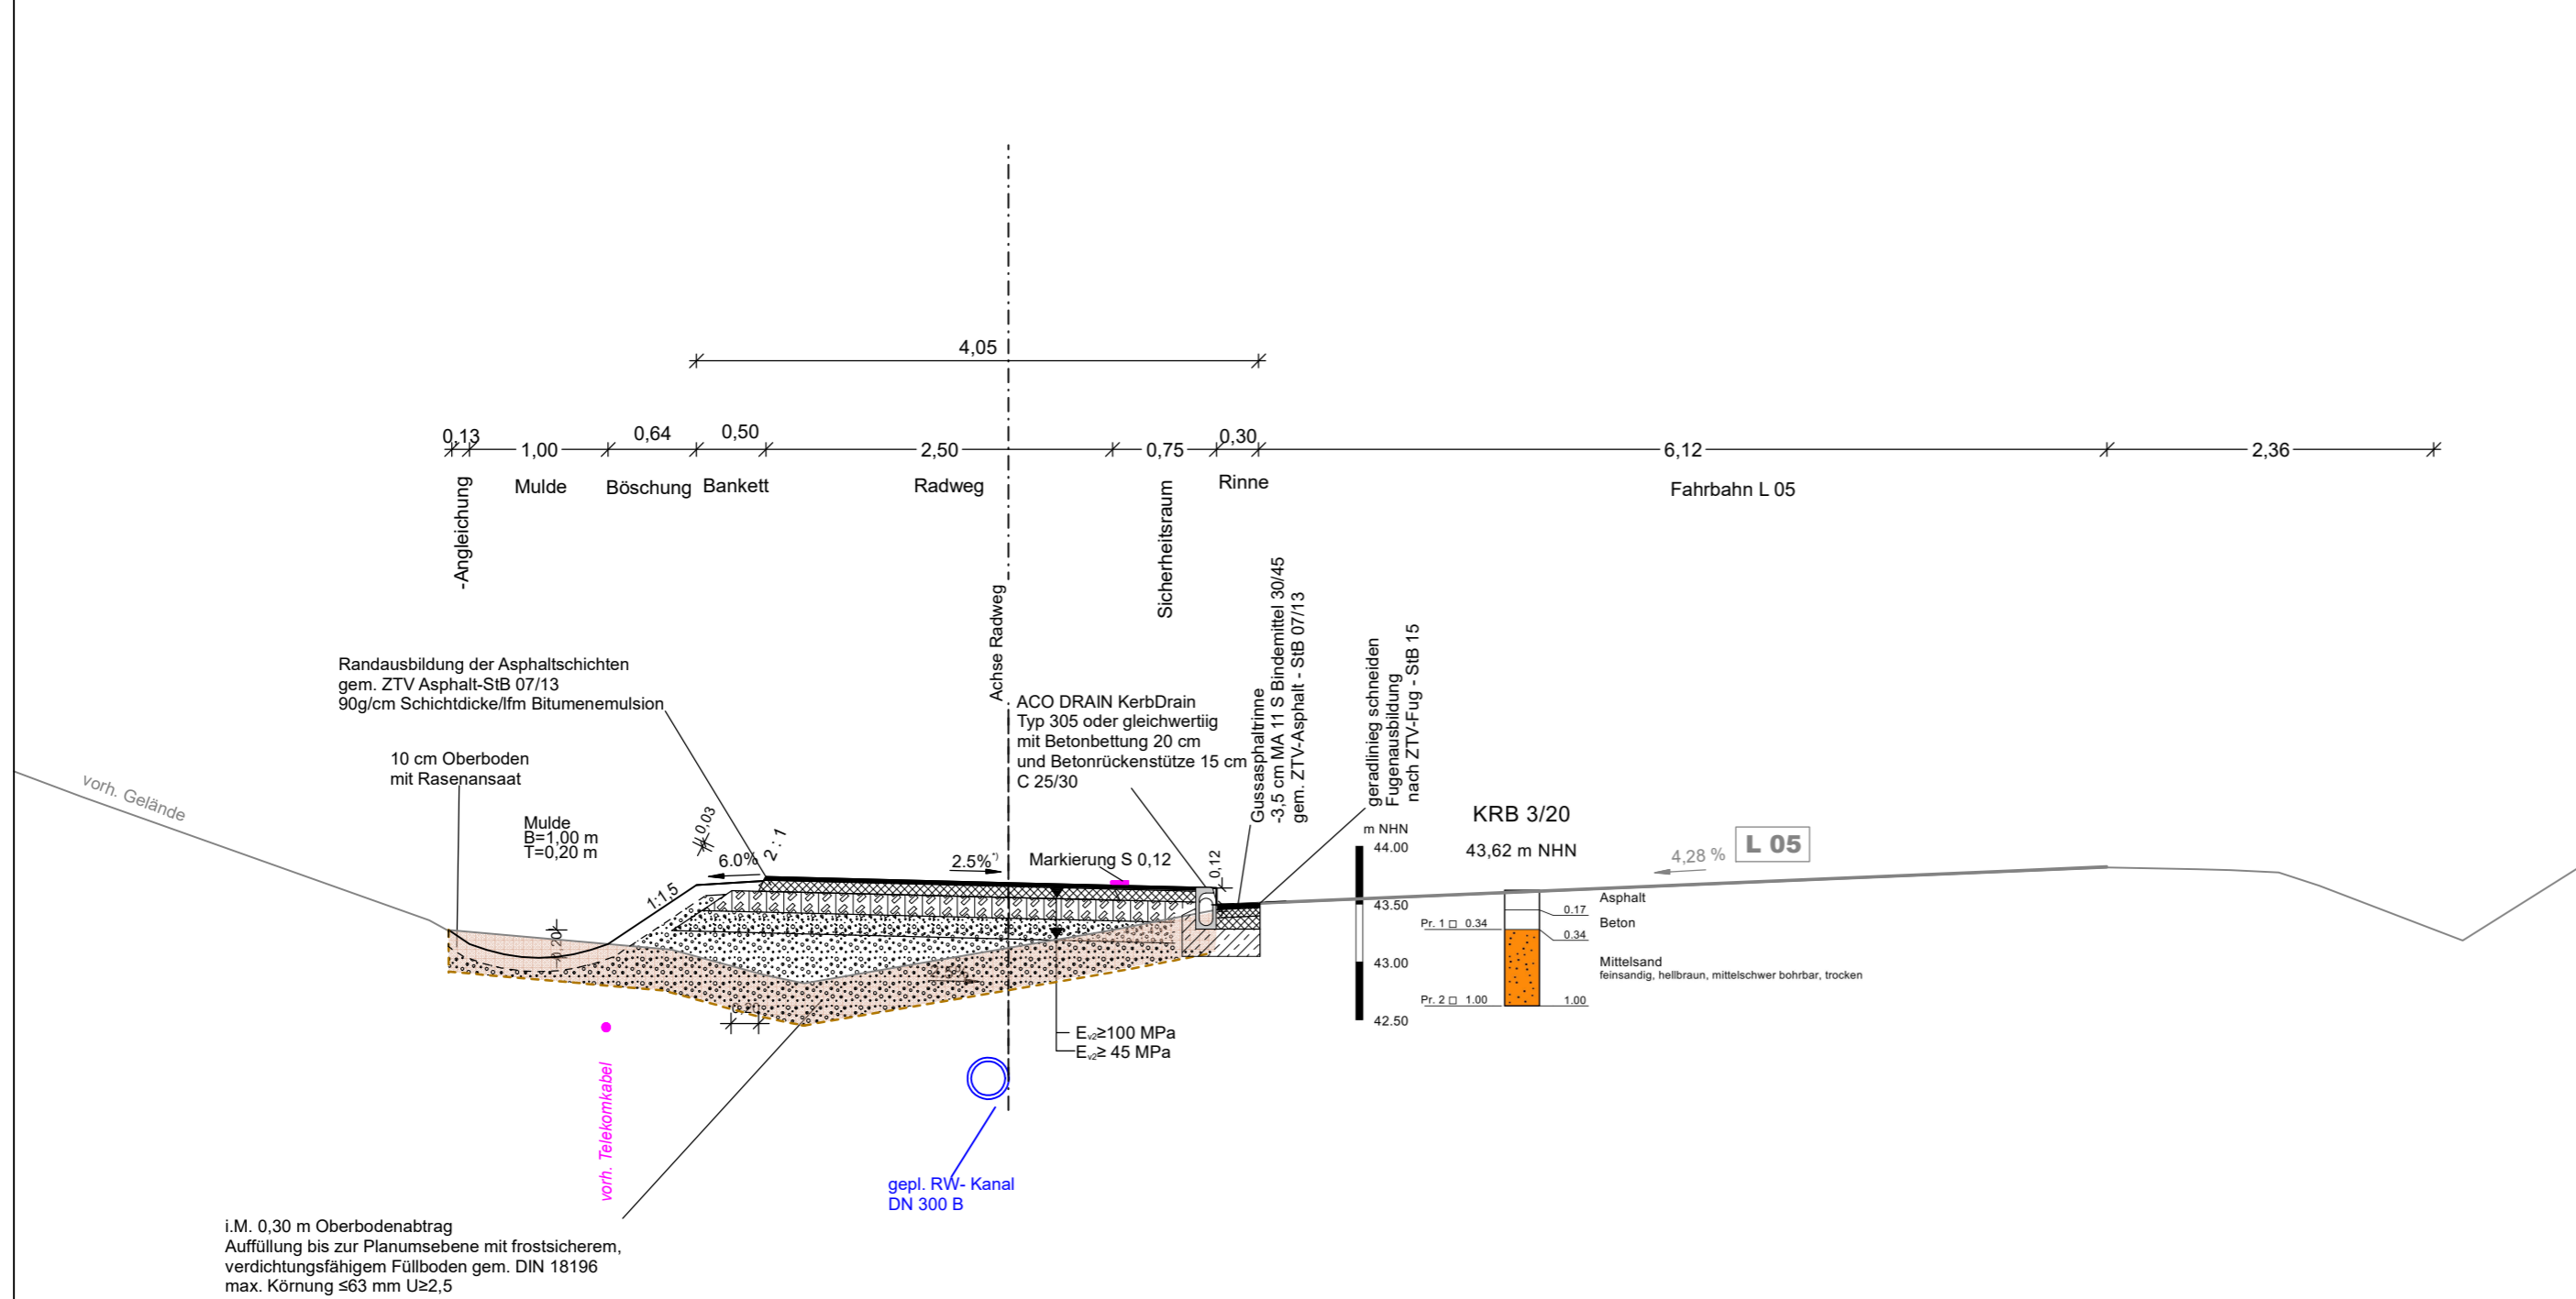 4,05
0,13
1,00
0,64
0,50
2,50
0,75
0,30
6,12
2,36
-Angleichung
Mulde
Böschung
Bankett
Radweg
Sicherheitsraum
Rinne
Fahrbahn L 05
Achse Radweg
Randausbildung der Asphaltschichten
gem. ZTV Asphalt-StB 07/13
90g/cm Schichtdicke/lfm Bitumenemulsion
10 cm Oberboden
mit Rasenansaat
vorh. Gelände
Mulde
B=1,00 m
T=0,20 m
0,03
6.0%
2 : 1
1:1,5
2.5%*)
Markierung S 0,12
0,12
ACO DRAIN KerbDrain
Typ 305 oder gleichwertiig
mit Betonbettung 20 cm
und Betonrückenstütze 15 cm
C 25/30
Gussasphaltrinne
-3,5 cm MA 11 S Bindemittel 30/45
gem. ZTV-Asphalt - StB 07/13
geradlinieg schneiden
Fugenausbildung
nach ZTV-Fug - StB 15
m NHN
44.00
43.50
43.00
42.50
KRB 3/20
43,62 m NHN
4,28 %
L 05
Asphalt
0.17
Beton
Pr. 1 □ 0.34
0.34
Mittelsand
feinsandig, hellbraun, mittelschwer bohrbar, trocken
Pr. 2 □ 1.00
1.00
0,20
2.5%
0,20
Ev2≥100 MPa
Ev2≥ 45 MPa
vorh. Telekomkabel
gepl. RW- Kanal
DN 300 B
i.M. 0,30 m Oberbodenabtrag
Auffüllung bis zur Planumsebene mit frostsicherem,
verdichtungsfähigem Füllboden gem. DIN 18196
max. Körnung ≤63 mm U≥2,5